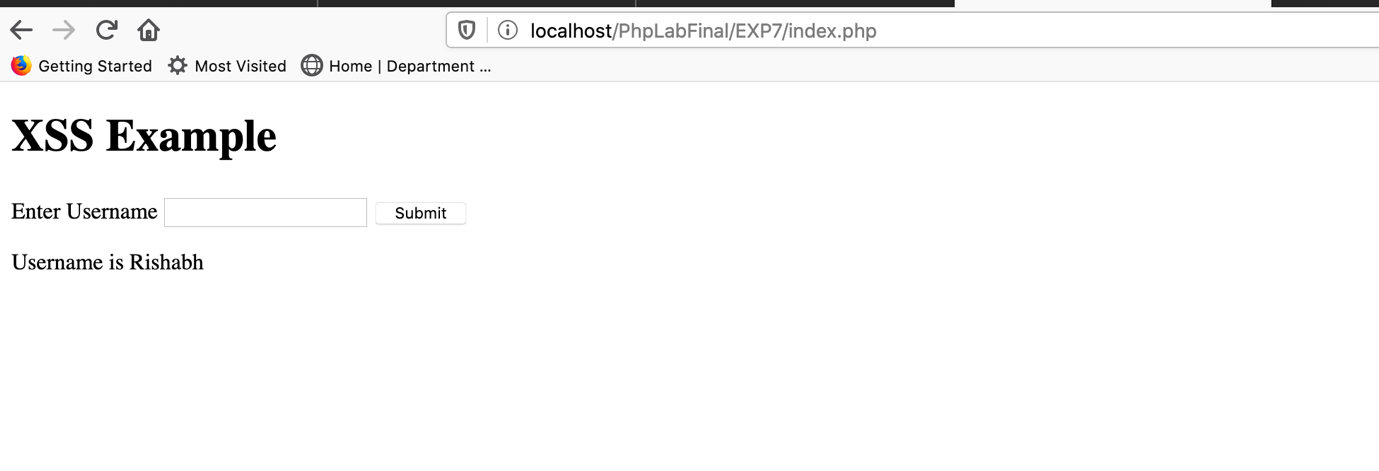 localhost/PhpLabFinal/EXP7/index.php
Getting Started Most Visited Home | Department ...
XSS Example
Enter Username Submit
Username is Rishabh